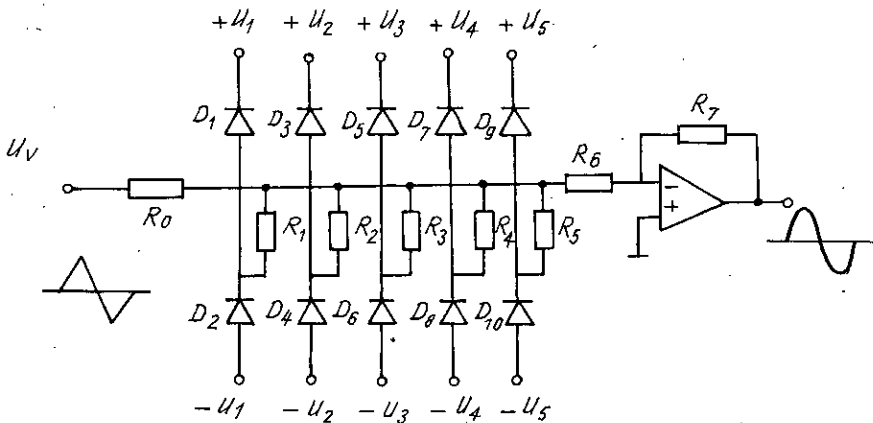 +U1 +U2 +U3 +U4 +U5
D1 D3 D5 D7 D9
R7
Uv
R6
−
+
R0
R1 R2 R3 R4 R5
D2 D4 D6 D8 D10
−U1 −U2 −U3 −U4 −U5